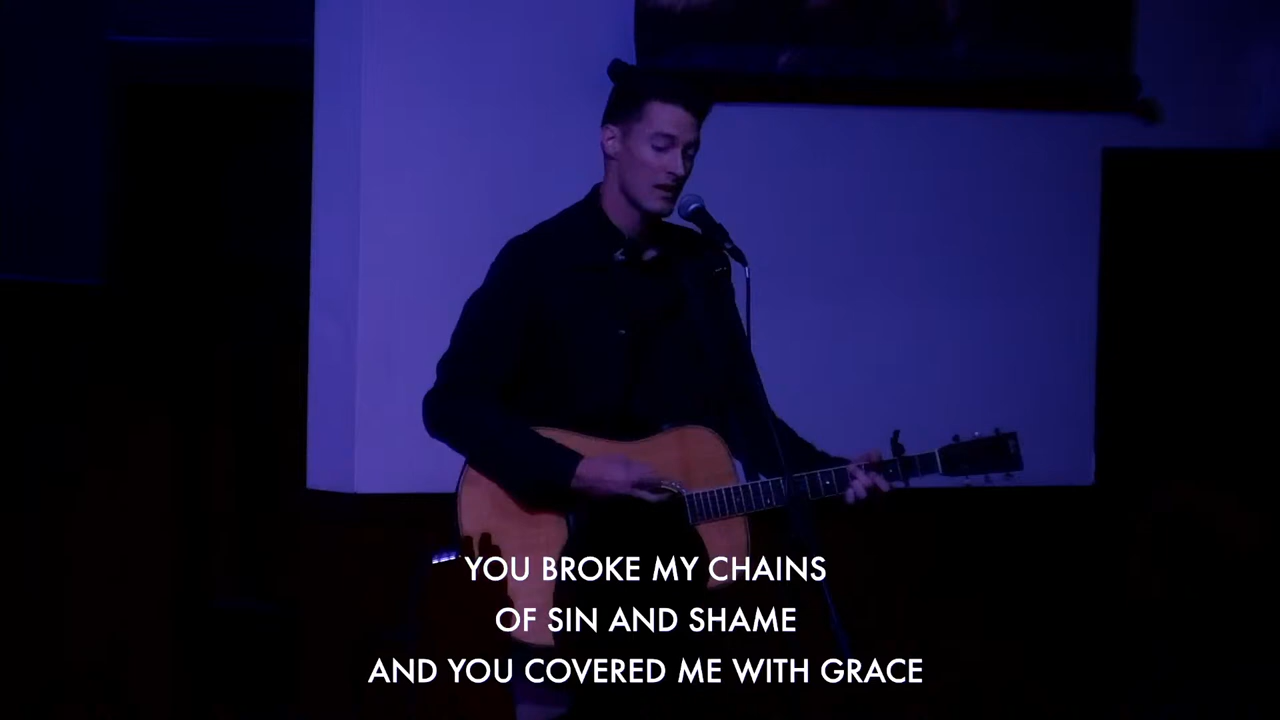 YOU BROKE MY CHAINS
OF SIN AND SHAME
AND YOU COVERED ME WITH GRACE